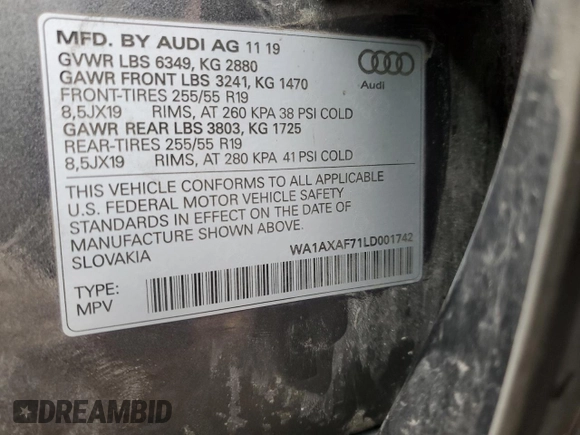 MFD. BY AUDI AG 11 19
GVWR LBS 6349, KG 2880
GAWR FRONT LBS 3241, KG 1470
FRONT-TIRES 255/55 R19
8,5JX19 RIMS, AT 260 KPA 38 PSI COLD
GAWR REAR LBS 3803, KG 1725
REAR-TIRES 255/55 R19
8,5JX19 RIMS, AT 280 KPA 41 PSI COLD
Audi
THIS VEHICLE CONFORMS TO ALL APPLICABLE
U.S. FEDERAL MOTOR VEHICLE SAFETY
STANDARDS IN EFFECT ON THE DATE OF
MANUFACTURE SHOWN ABOVE.
SLOVAKIA
WA1AXAF71LD001742
TYPE:
MPV
DREAMBID